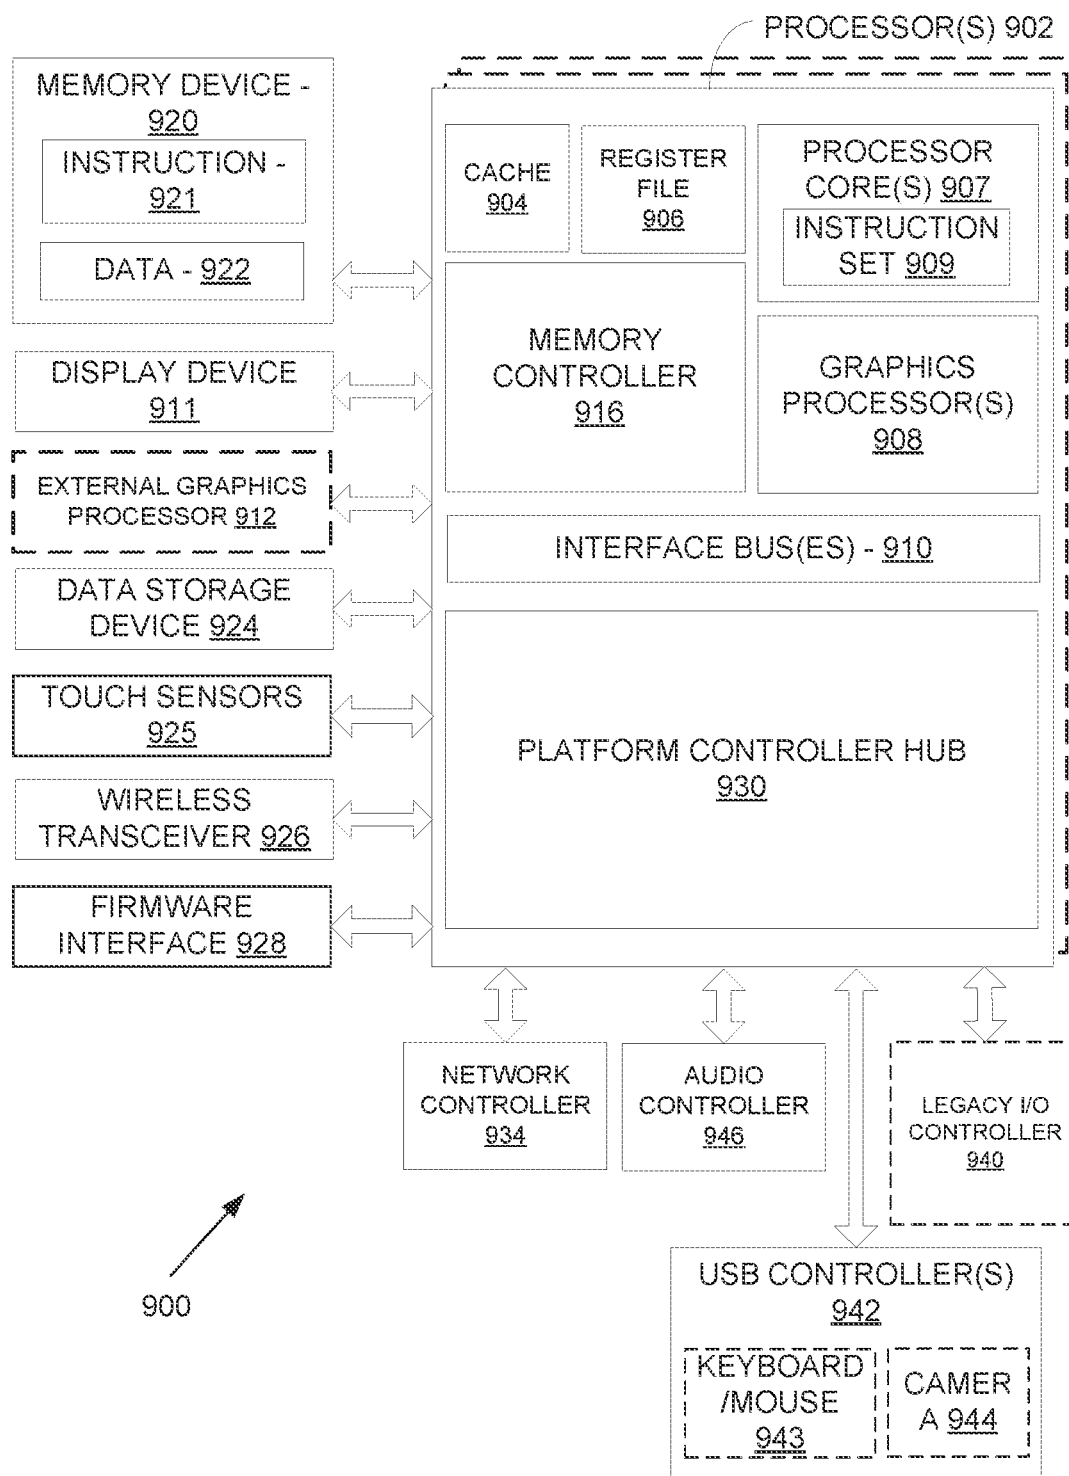 PROCESSOR(S) 902
MEMORY DEVICE -
920
INSTRUCTION -
921
DATA - 922
DISPLAY DEVICE
911
EXTERNAL GRAPHICS
PROCESSOR 912
DATA STORAGE
DEVICE 924
TOUCH SENSORS
925
WIRELESS
TRANSCEIVER 926
FIRMWARE
INTERFACE 928
CACHE
904
REGISTER
FILE
906
PROCESSOR
CORE(S) 907
INSTRUCTION
SET 909
MEMORY
CONTROLLER
916
GRAPHICS
PROCESSOR(S)
908
INTERFACE BUS(ES) - 910
PLATFORM CONTROLLER HUB
930
NETWORK
CONTROLLER
934
AUDIO
CONTROLLER
946
LEGACY I/O
CONTROLLER
940
USB CONTROLLER(S)
942
KEYBOARD
/MOUSE
943
CAMER
A 944
900